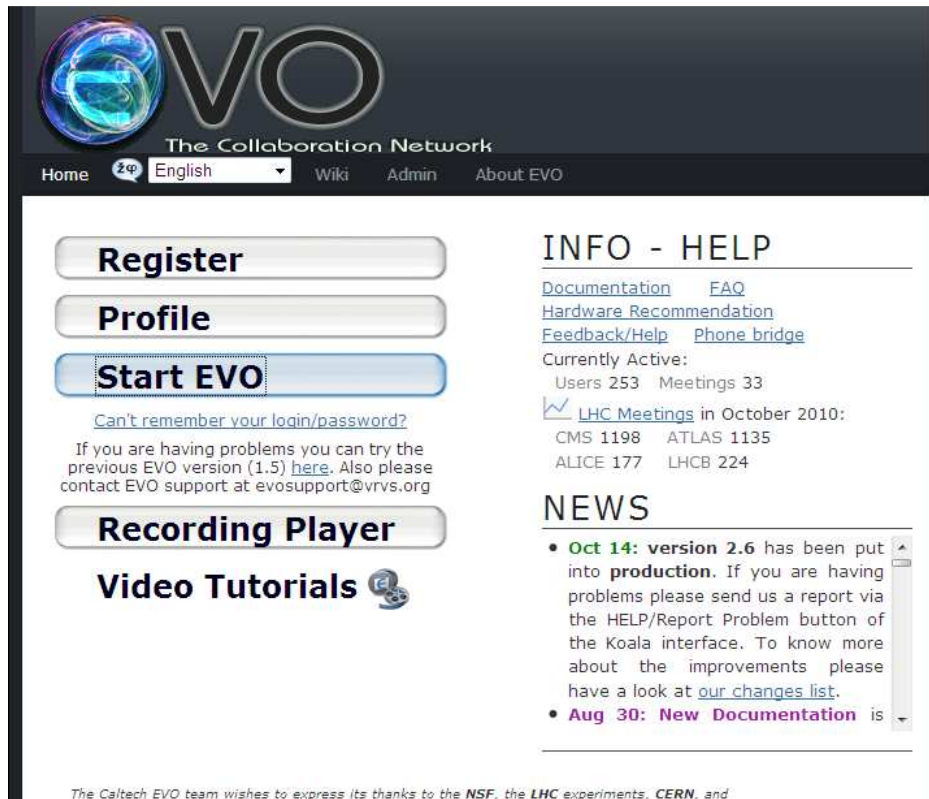 eVO
The Collaboration Network
Home žφ English Wiki Admin About EVO
Register
Profile
Start EVO
Can't remember your login/password?
If you are having problems you can try the
previous EVO version (1.5) here. Also please
contact EVO support at evosupport@vrvs.org
Recording Player
Video Tutorials
INFO - HELP
Documentation FAQ
Hardware Recommendation
Feedback/Help Phone bridge
Currently Active:
Users 253 Meetings 33
LHC Meetings in October 2010:
CMS 1198 ATLAS 1135
ALICE 177 LHCB 224
NEWS
• Oct 14: version 2.6 has been put
into production. If you are having
problems please send us a report via
the HELP/Report Problem button of
the Koala interface. To know more
about the improvements please
have a look at our changes list.
• Aug 30: New Documentation is
The Caltech EVO team wishes to express its thanks to the NSF, the LHC experiments, CERN, and